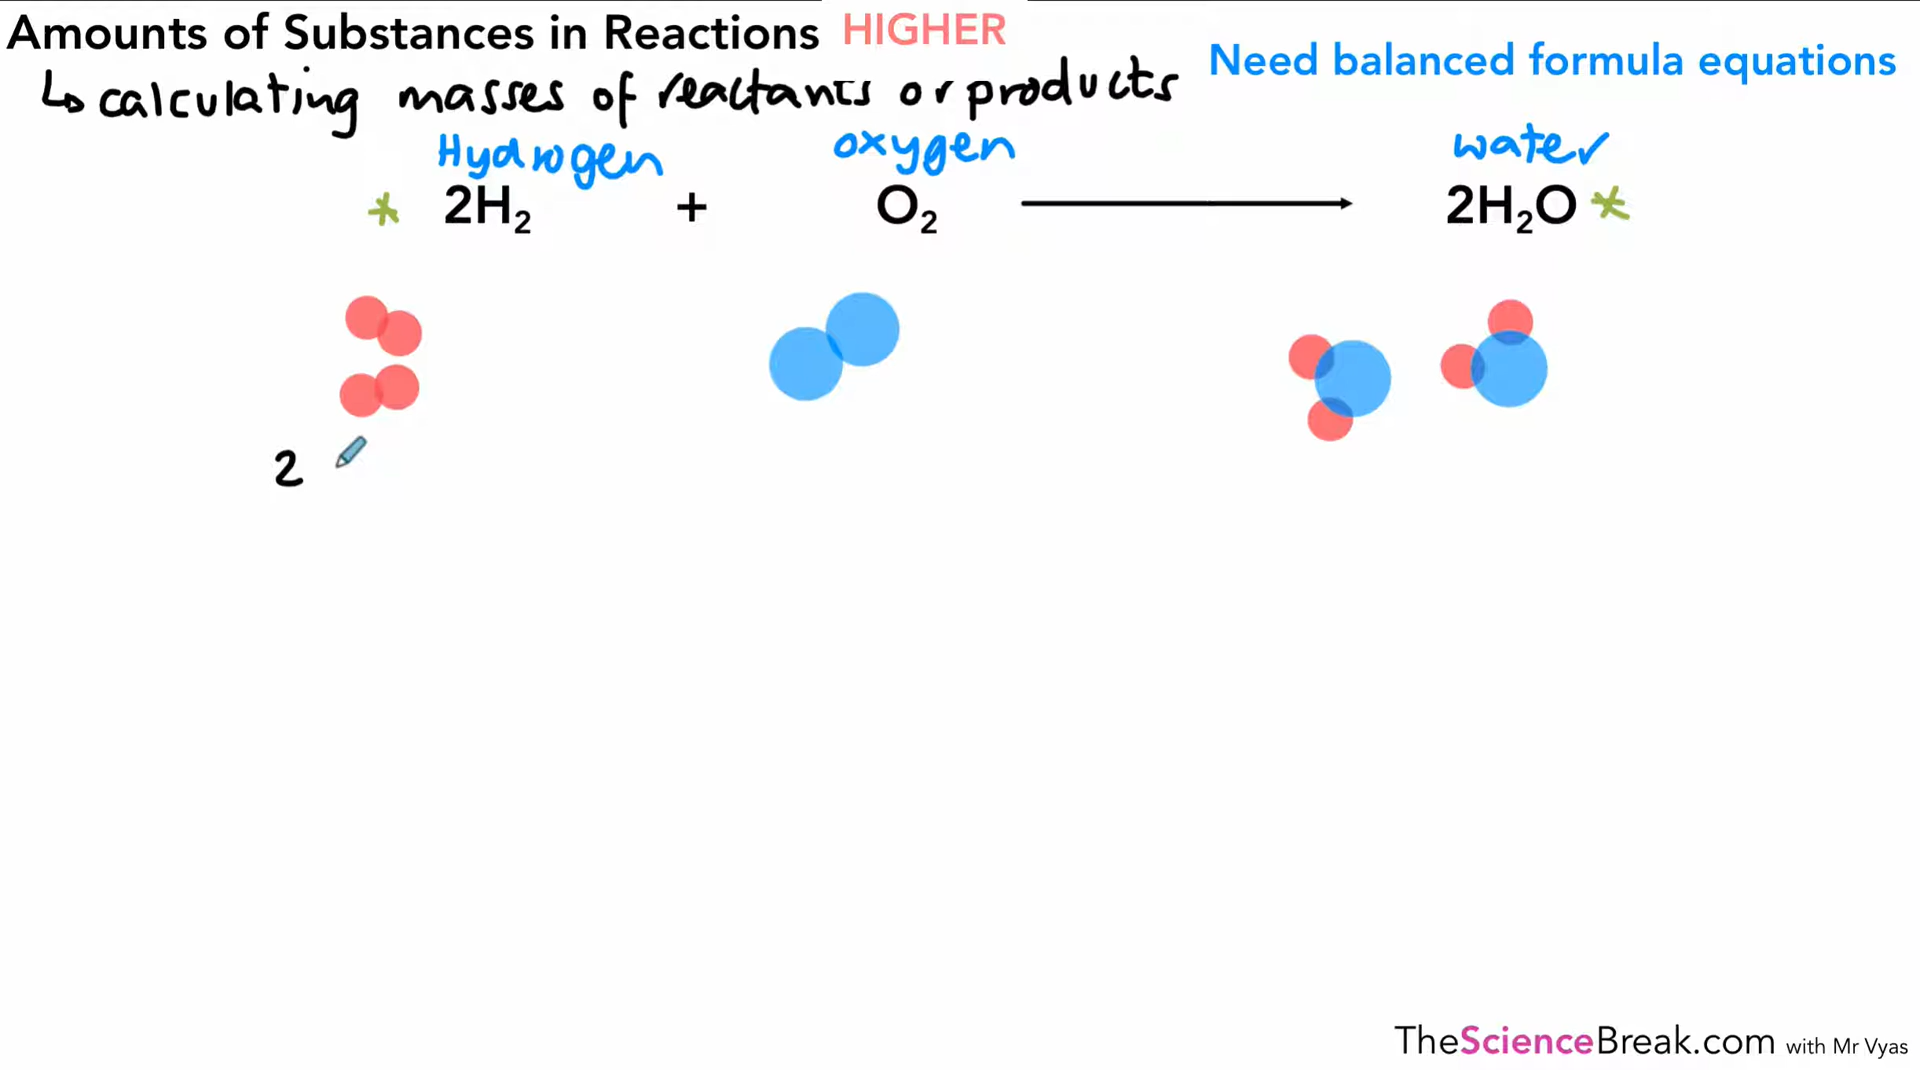 Amounts of Substances in Reactions HIGHER
Need balanced formula equations
↳ calculating masses of reactants or products
Hydrogen oxygen water
* 2H₂ + O₂ → 2H₂O *
2
TheScienceBreak.com with Mr Vyas